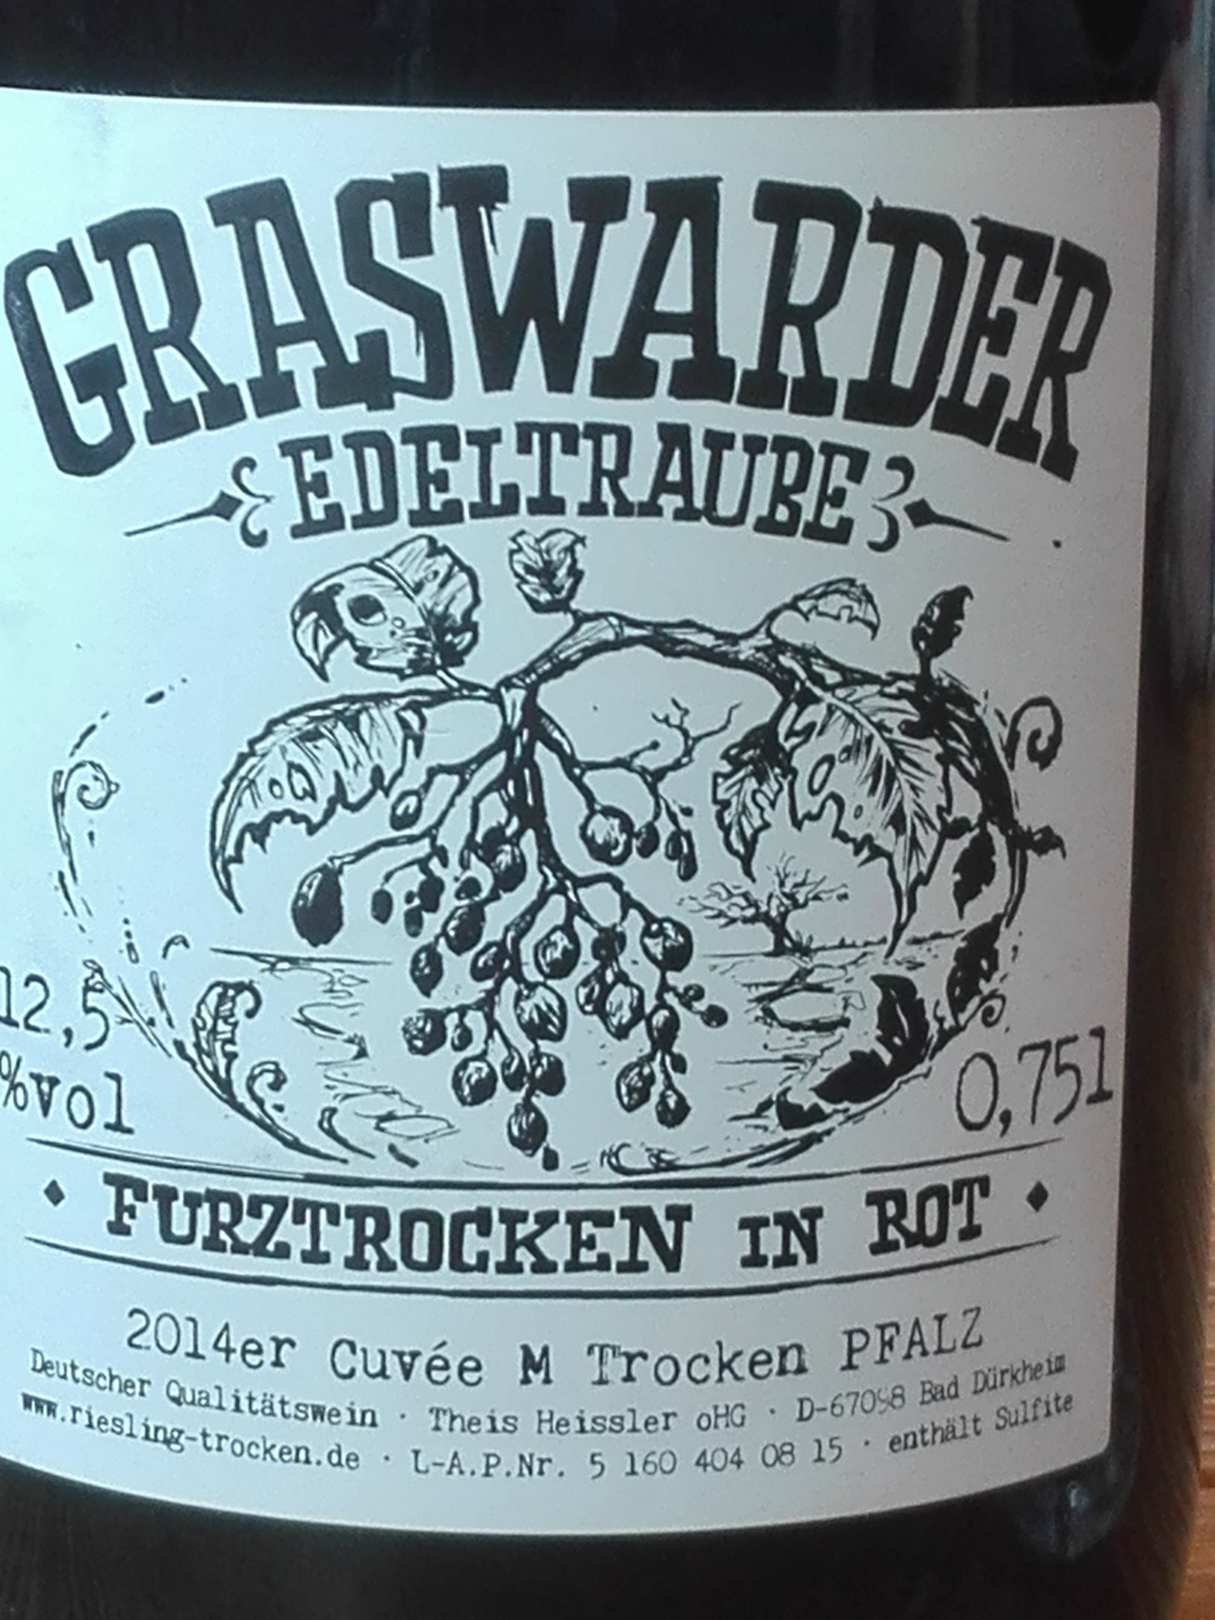 GRASWARDER
EDELTRAUBE
12,5
%vol
0,75l
FURZTROCKEN IN ROT
2014er Cuvée M Trocken PFALZ
Deutscher Qualitätswein · Theis Heissler oHG · D-67098 Bad Dürkheim
www.riesling-trocken.de · L-A.P.Nr. 5 160 404 08 15 · enthält Sulfite